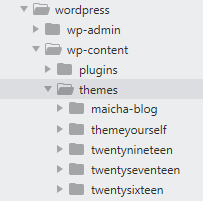 wordpress
wp-admin
wp-content
plugins
themes
maicha-blog
themeyourself
twentynineteen
twentyseventeen
twentysixteen